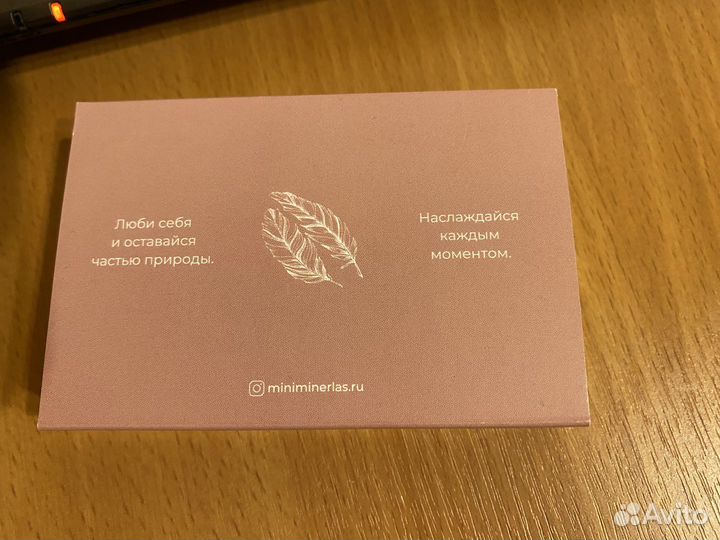 Люби себя
и оставайся
частью природы.
Наслаждайся
каждым
моментом.
miniminerlas.ru
Avito